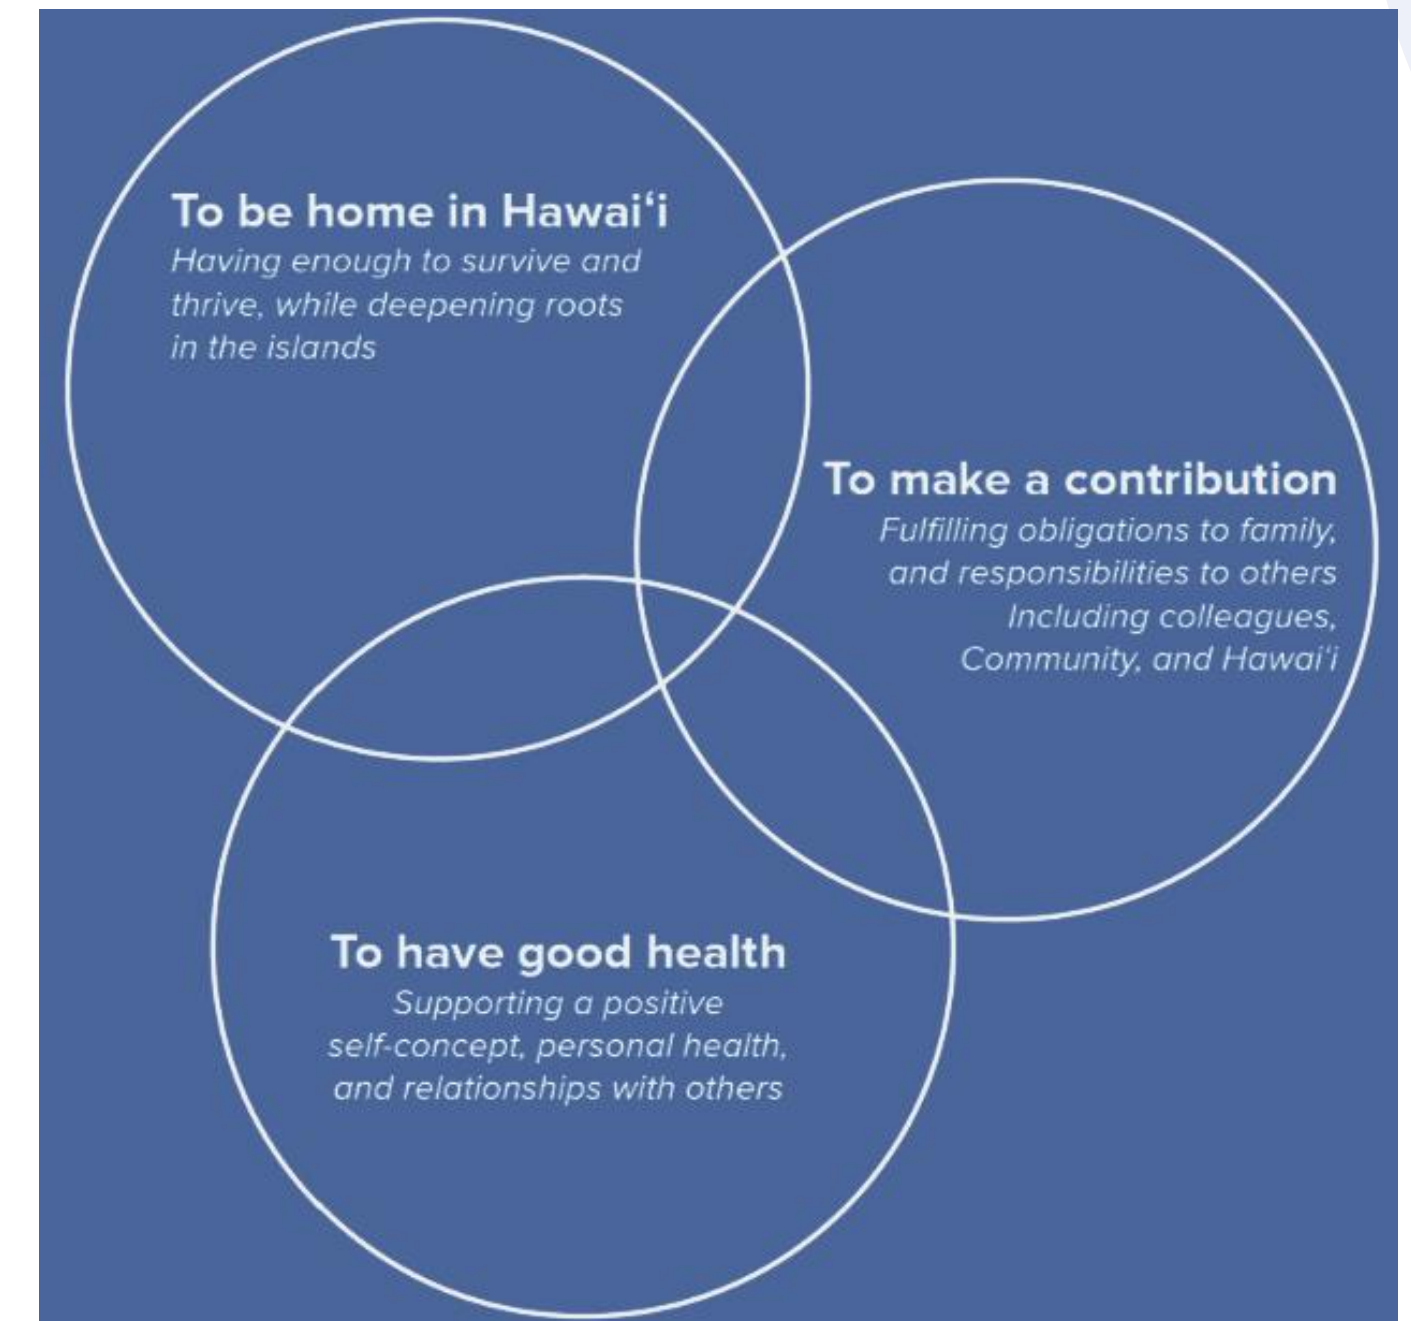 To be home in Hawaiʻi
Having enough to survive and
thrive, while deepening roots
in the islands
To make a contribution
Fulfilling obligations to family,
and responsibilities to others
Including colleagues,
Community, and Hawaiʻi
To have good health
Supporting a positive
self-concept, personal health,
and relationships with others